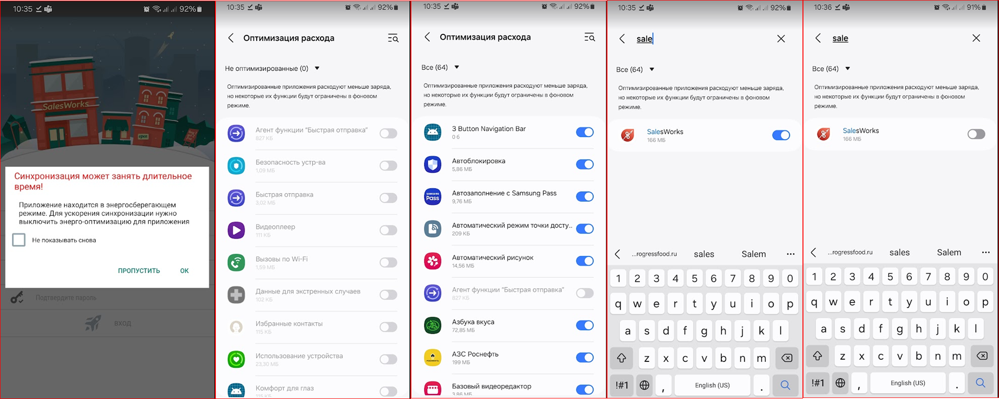 10:35
92%
SalesWorks
open
Синхронизация может занять длительное
время!
Приложение находится в энергосберегающем
режиме. Для ускорения синхронизации нужно
выключить энерго-оптимизацию для приложения
Не показывать снова
ПРОПУСТИТЬ
ОК
Подтвердите пароль
ВХОД
10:35
92%
Оптимизация расхода
Не оптимизированные (0)
Оптимизированные приложения расходуют меньше заряда,
но некоторые их функции будут ограничены в фоновом
режиме.
Агент функции "Быстрая отправка"
827 КБ
Безопасность устр-ва
1,09 МБ
Быстрая отправка
3,02 МБ
Видеоплеер
111 КБ
Вызовы по Wi-Fi
1,59 МБ
Данные для экстренных случаев
102 КБ
Избранные контакты
115 КБ
Использование устройства
23,30 МБ
Комфорт для глаз
115 КБ
10:35
92%
Оптимизация расхода
Все (64)
Оптимизированные приложения расходуют меньше заряда,
но некоторые их функции будут ограничены в фоновом
режиме.
3 Button Navigation Bar
0 б
Автоблокировка
5,86 МБ
SAMSUNG
Pass
Автозаполнение с Samsung Pass
9,76 МБ
Автоматический режим точки досту..
209 КБ
Автоматический рисунок
14,56 МБ
Агент функции "Быстрая отправка"
827 КБ
Азбука вкуса
72,85 МБ
РОСНЕФТЬ
АЗС Роснефть
199 МБ
Базовый видеоредактор
3,86 МБ
10:35
92%
sale
Все (64)
Оптимизированные приложения расходуют меньше заряда,
но некоторые их функции будут ограничены в фоновом
режиме.
SalesWorks
166 МБ
...rogressfood.ru sales Salem ...
1 2 3 4 5 6 7 8 9 0
q w e r t y u i o p
a s d f g h j k l
z x c v b n m
!#1 , English (US) .
10:36
91%
sale
Все (64)
Оптимизированные приложения расходуют меньше заряда,
но некоторые их функции будут ограничены в фоновом
режиме.
SalesWorks
166 МБ
...rogressfood.ru sales Salem ...
1 2 3 4 5 6 7 8 9 0
q w e r t y u i o p
a s d f g h j k l
z x c v b n m
!#1 , English (US) .